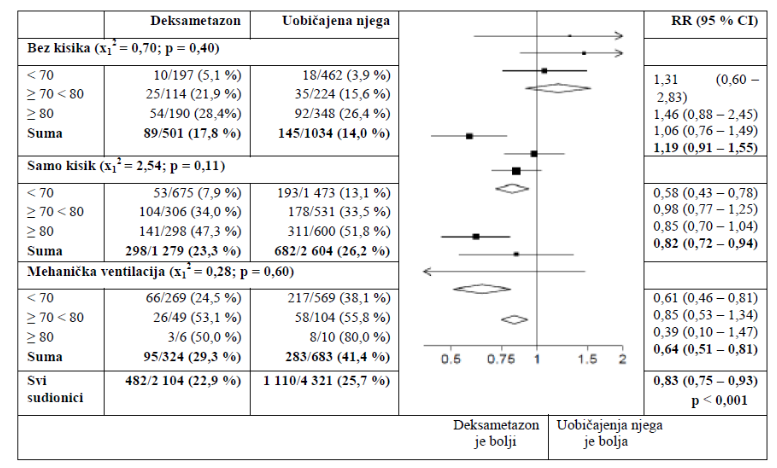 Deksametazon Uobičajena njega RR (95 % CI)
Bez kisika (x₁² = 0,70; p = 0,40)
< 70 10/197 (5,1 %) 18/462 (3,9 %) 1,31 (0,60 –
2,83)
≥ 70 < 80 25/114 (21,9 %) 35/224 (15,6 %) 1,46 (0,88 – 2,45)
≥ 80 54/190 (28,4%) 92/348 (26,4 %) 1,06 (0,76 – 1,49)
Suma 89/501 (17,8 %) 145/1034 (14,0 %) 1,19 (0,91 – 1,55)
Samo kisik (x₁² = 2,54; p = 0,11)
< 70 53/675 (7,9 %) 193/1 473 (13,1 %) 0,58 (0,43 – 0,78)
≥ 70 < 80 104/306 (34,0 %) 178/531 (33,5 %) 0,98 (0,77 – 1,25)
≥ 80 141/298 (47,3 %) 311/600 (51,8 %) 0,85 (0,70 – 1,04)
Suma 298/1 279 (23,3 %) 682/2 604 (26,2 %) 0,82 (0,72 – 0,94)
Mehanička ventilacija (x₁² = 0,28; p = 0,60)
< 70 66/269 (24,5 %) 217/569 (38,1 %) 0,61 (0,46 – 0,81)
≥ 70 < 80 26/49 (53,1 %) 58/104 (55,8 %) 0,85 (0,53 – 1,34)
≥ 80 3/6 (50,0 %) 8/10 (80,0 %) 0,39 (0,10 – 1,47)
Suma 95/324 (29,3 %) 283/683 (41,4 %) 0,64 (0,51 – 0,81)
0.5 0.75 1 1.5 2
Svi 482/2 104 (22,9 %) 1 110/4 321 (25,7 %) 0,83 (0,75 – 0,93)
sudionici p < 0,001
Deksametazon Uobičajenja njega
je bolji je bolja